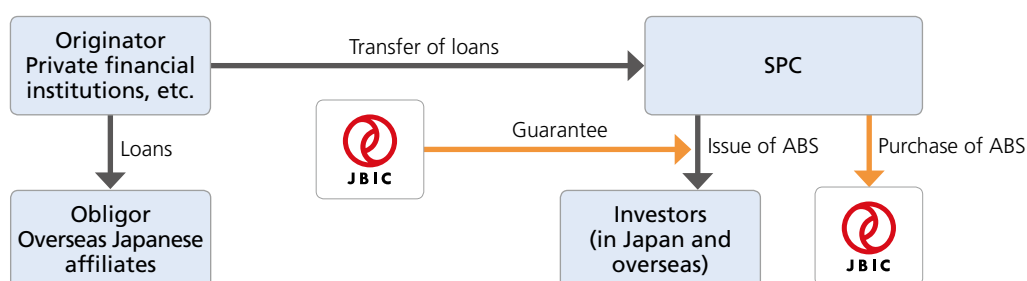 Originator
Private financial
institutions, etc.
Transfer of loans
SPC
Loans
JBIC
Guarantee
Issue of ABS
Purchase of ABS
Obligor
Overseas Japanese
affiliates
Investors
(in Japan and
overseas)
JBIC